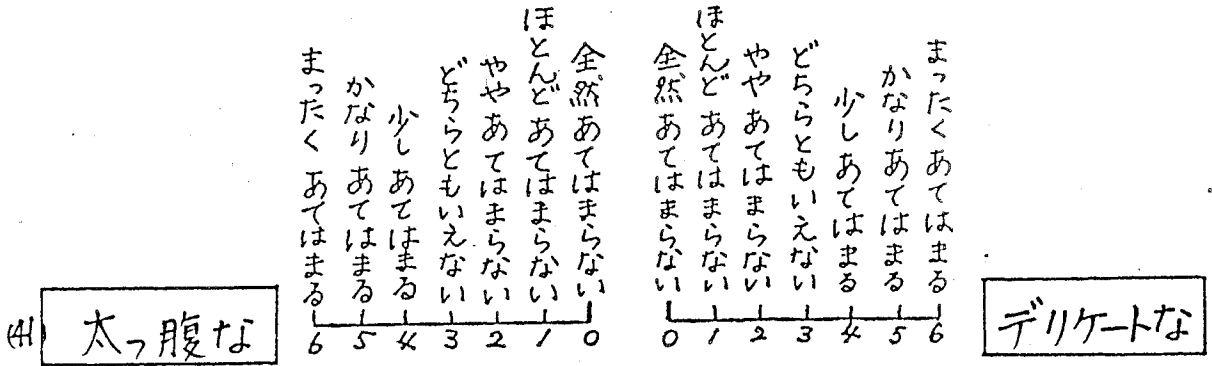 まったくあてはまる
かなりあてはまる
少しあてはまる
どちらともいえない
ややあてはまらない
ほとんどあてはまらない
全然あてはまらない
全然あてはまらない
ほとんどあてはまらない
ややあてはまらない
どちらともいえない
少しあてはまる
かなりあてはまる
まったくあてはまる
(41) 太っ腹な 6 5 4 3 2 1 0 0 1 2 3 4 5 6 デリケートな